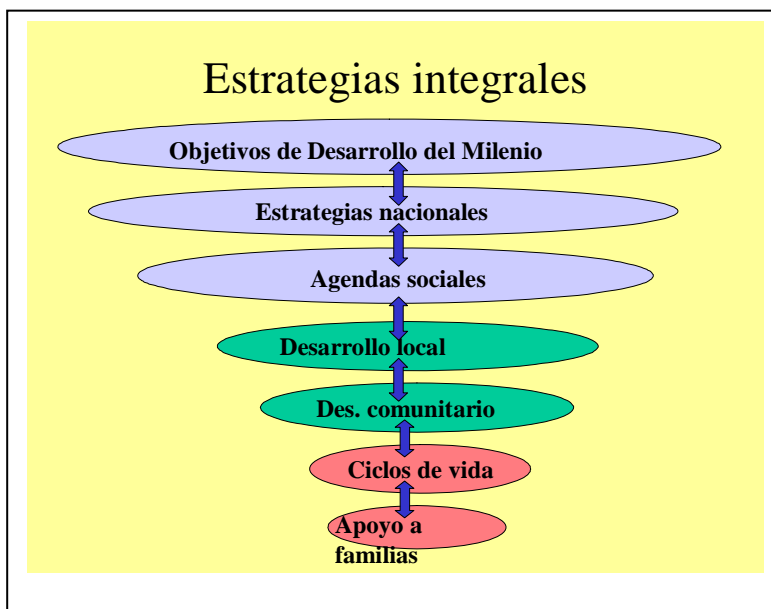 Estrategias integrales
Objetivos de Desarrollo del Milenio
Estrategias nacionales
Agendas sociales
Desarrollo local
Des. comunitario
Ciclos de vida
Apoyo a
familias